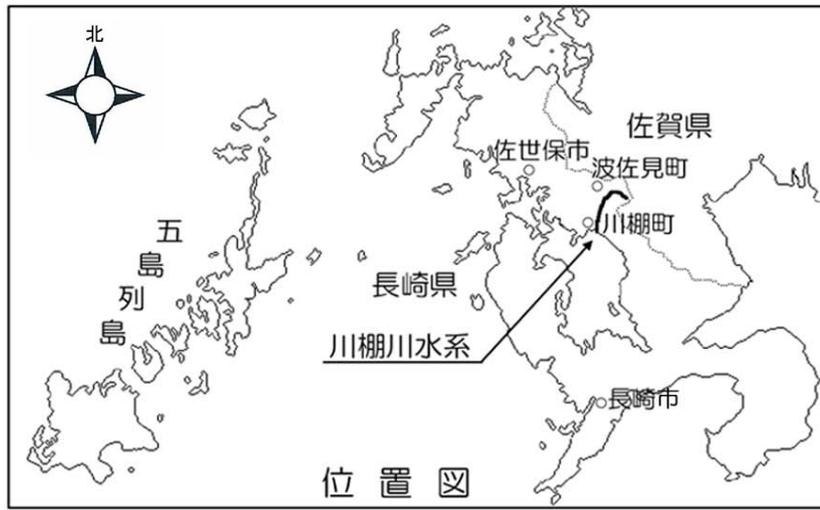 北
佐賀県
佐世保市
波佐見町
川棚町
五島列島
長崎県
川棚川水系
長崎市
位置図